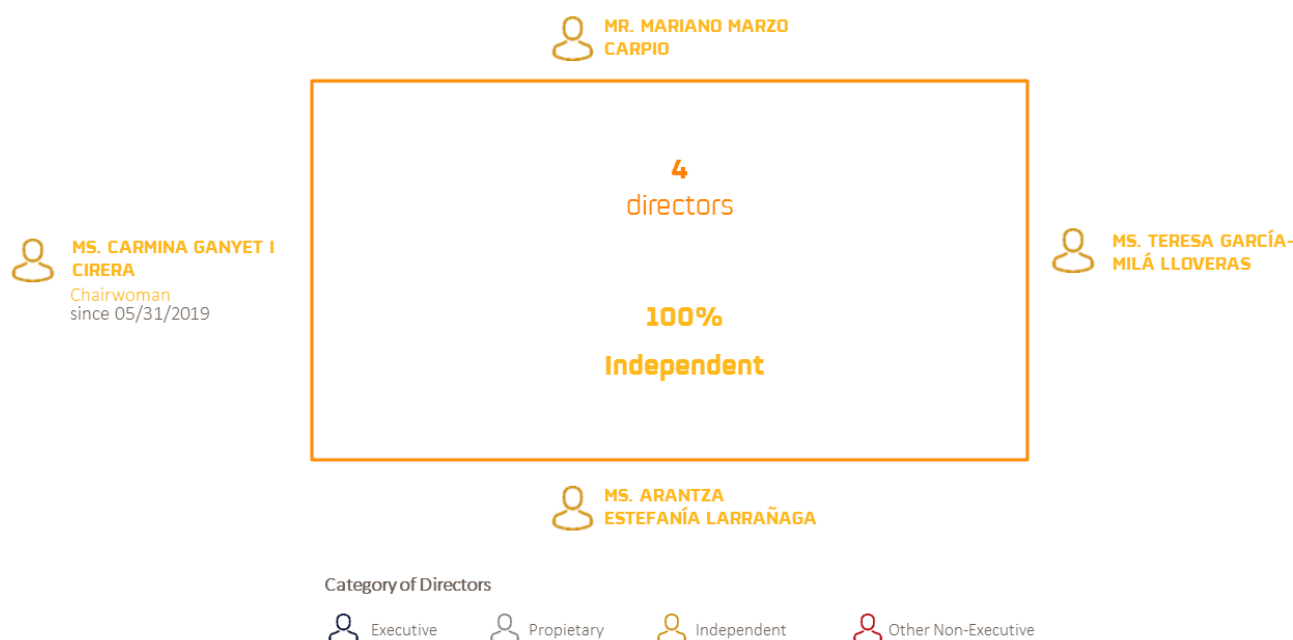 MR. MARIANO MARZO
CARPIO
4
directors
MS. CARMINA GANYET I
CIRERA
Chairwoman
since 05/31/2019
MS. TERESA GARCÍA-
MILÁ LLOVERAS
100%
Independent
MS. ARANTZA
ESTEFANÍA LARRAÑAGA
Category of Directors
Executive
Propietary
Independent
Other Non-Executive